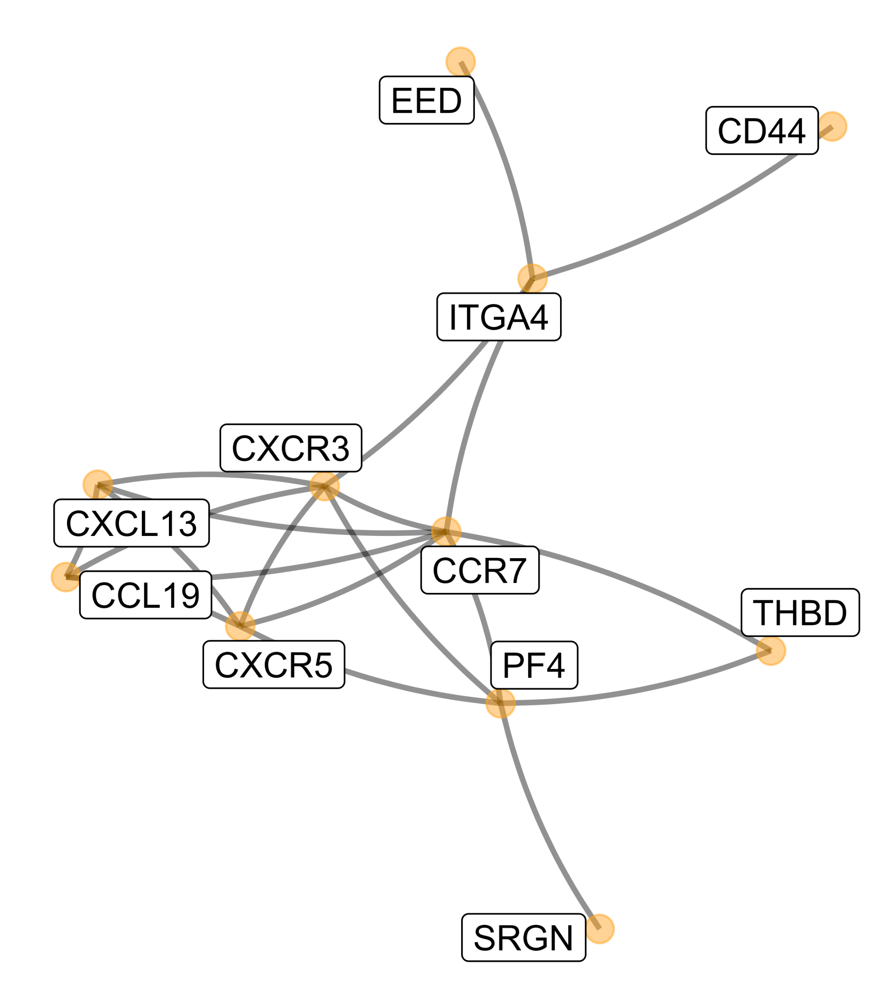 EED
CD44
ITGA4
CXCR3
CXCL13
CCR7
CCL19
THBD
PF4
CXCR5
SRGN